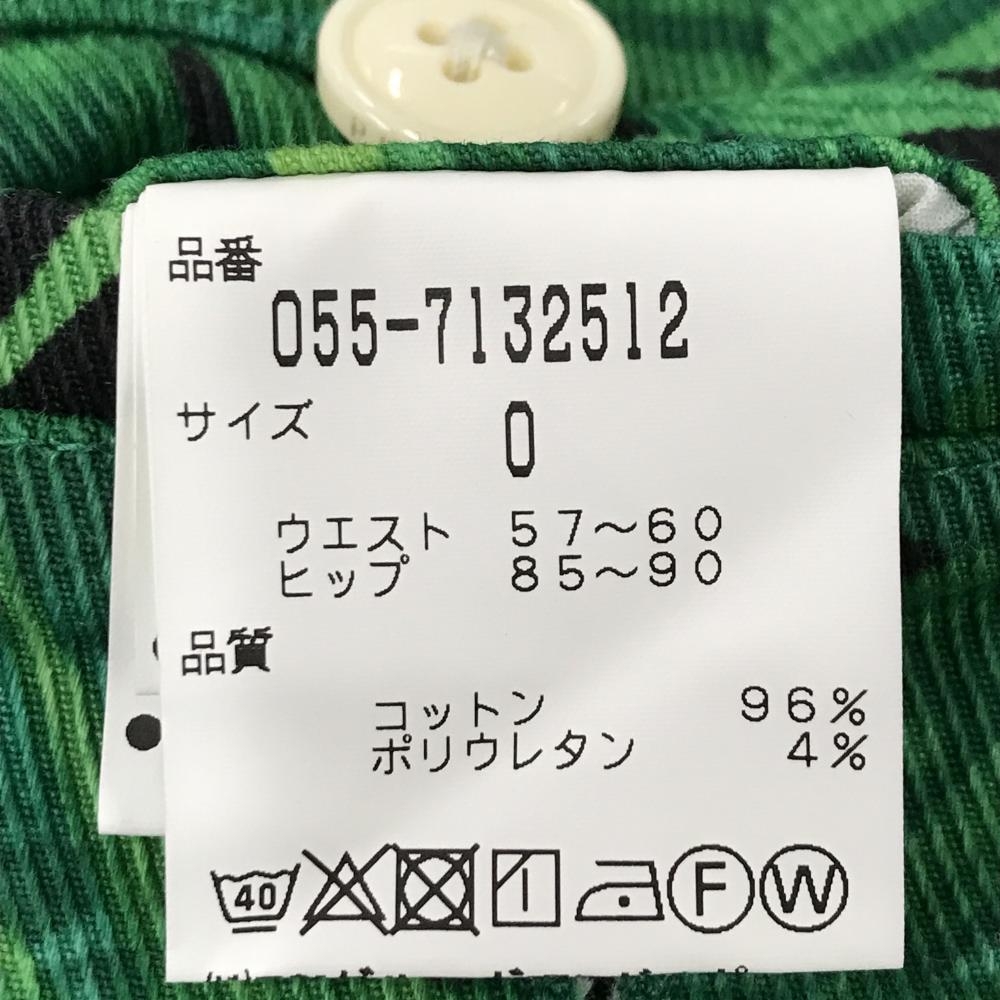 品番
055-7132512
サイズ 0
ウエスト 57～60
ヒップ 85～90
品質
コットン 96%
ポリウレタン 4%
40 F W